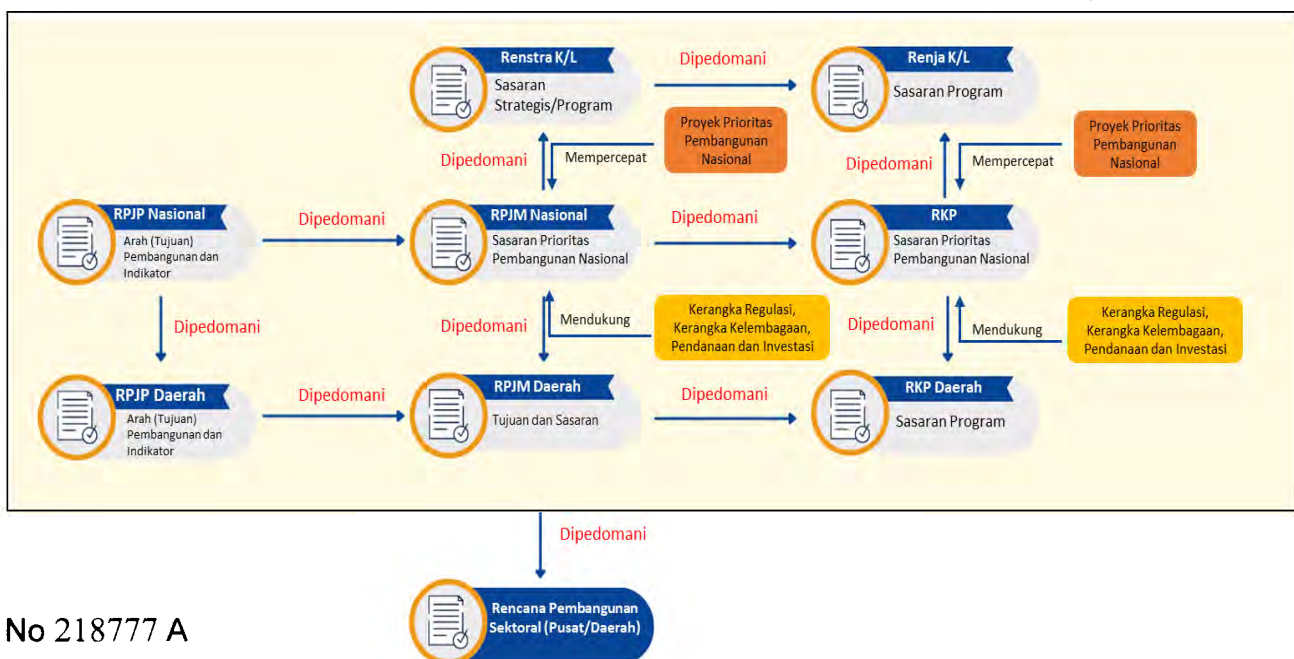 Renstra K/L
Sasaran
Strategis/Program
Dipedomani
Renja K/L
Sasaran Program
Dipedomani
Mempercepat
Proyek Prioritas
Pembangunan
Nasional
Dipedomani
Mempercepat
Proyek Prioritas
Pembangunan
Nasional
RPJP Nasional
Arah (Tujuan)
Pembangunan dan
Indikator
Dipedomani
RPJM Nasional
Sasaran Prioritas
Pembangunan Nasional
Dipedomani
RKP
Sasaran Prioritas
Pembangunan Nasional
Dipedomani
Dipedomani
Mendukung
Kerangka Regulasi,
Kerangka Kelembagaan,
Pendanaan dan Investasi
Dipedomani
Mendukung
Kerangka Regulasi,
Kerangka Kelembagaan,
Pendanaan dan Investasi
RPJP Daerah
Arah (Tujuan)
Pembangunan dan
Indikator
Dipedomani
RPJM Daerah
Tujuan dan Sasaran
Dipedomani
RKP Daerah
Sasaran Program
Dipedomani
Rencana Pembangunan
Sektoral (Pusat/Daerah)
No 218777 A